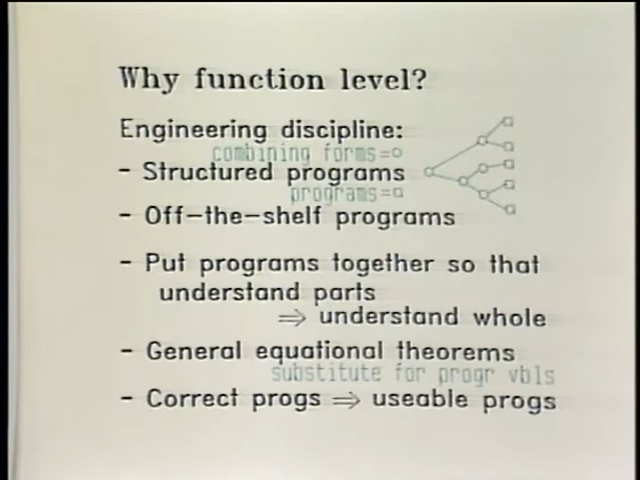 Why function level?
Engineering discipline:
combining forms=o
- Structured programs
programs=□
- Off-the-shelf programs
- Put programs together so that
understand parts
⇒ understand whole
- General equational theorems
substitute for progr vbls
- Correct progs ⇒ useable progs